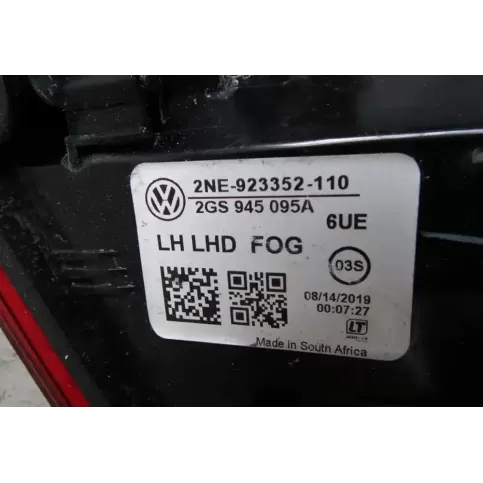 2NE-923352-110
2GS 945 095A
6UE
LH LHD FOG
03S
08/14/2019
00:07:27
LT
Made in South Africa